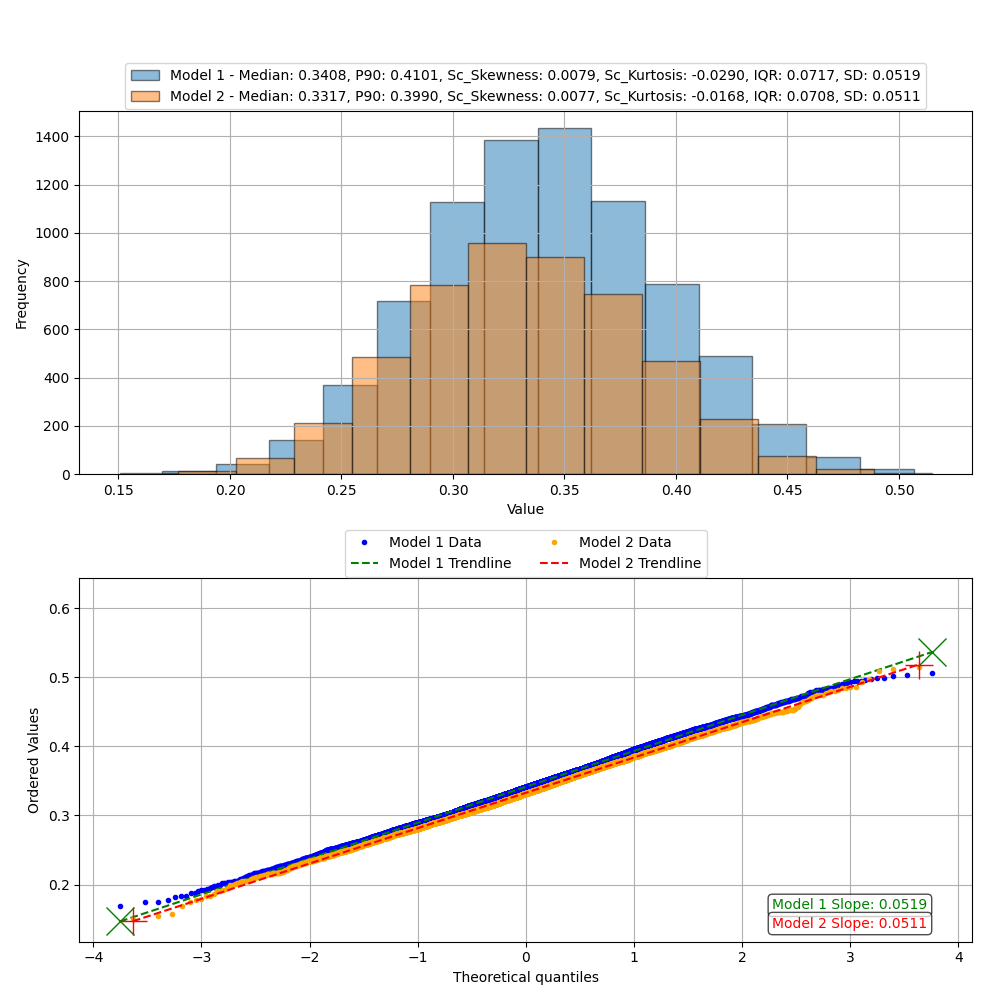 Model 1 - Median: 0.3408, P90: 0.4101, Sc_Skewness: 0.0079, Sc_Kurtosis: -0.0290, IQR: 0.0717, SD: 0.0519
Model 2 - Median: 0.3317, P90: 0.3990, Sc_Skewness: 0.0077, Sc_Kurtosis: -0.0168, IQR: 0.0708, SD: 0.0511
Frequency
1400
1200
1000
800
600
400
200
0
0.15 0.20 0.25 0.30 0.35 0.40 0.45 0.50
Value
Model 1 Data Model 2 Data
Model 1 Trendline Model 2 Trendline
Ordered Values
0.6
0.5
0.4
0.3
0.2
Model 1 Slope: 0.0519
Model 2 Slope: 0.0511
−4 −3 −2 −1 0 1 2 3 4
Theoretical quantiles